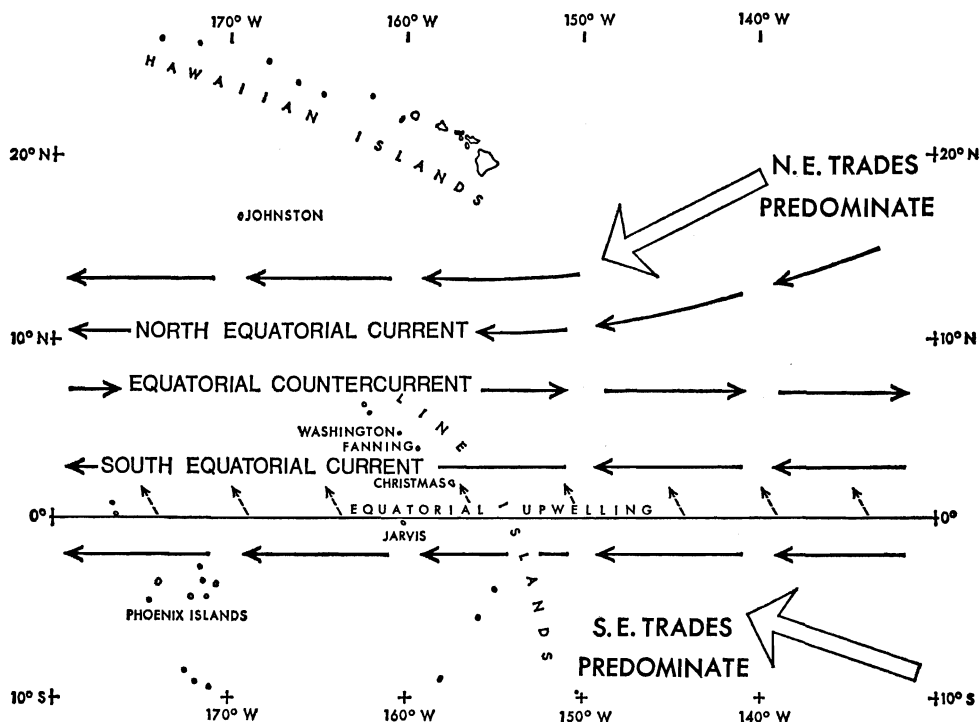 170° W 160° W 150° W 140° W
HAWAIIAN ISLANDS
20° N 20° N
N.E. TRADES
PREDOMINATE
JOHNSTON
NORTH EQUATORIAL CURRENT
10° N 10° N
EQUATORIAL COUNTERCURRENT
LINE ISLANDS
WASHINGTON
FANNING
SOUTH EQUATORIAL CURRENT
CHRISTMAS
EQUATORIAL UPWELLING
0° 0°
JARVIS
PHOENIX ISLANDS
S.E. TRADES
PREDOMINATE
10° S 10° S
170° W 160° W 150° W 140° W